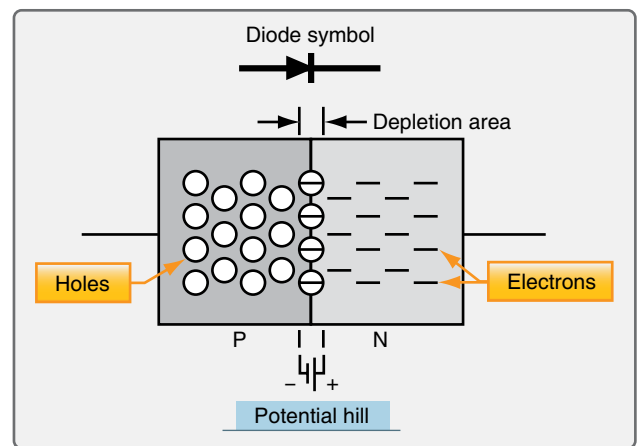 Diode symbol
Depletion area
Holes
Electrons
P N
− +
Potential hill